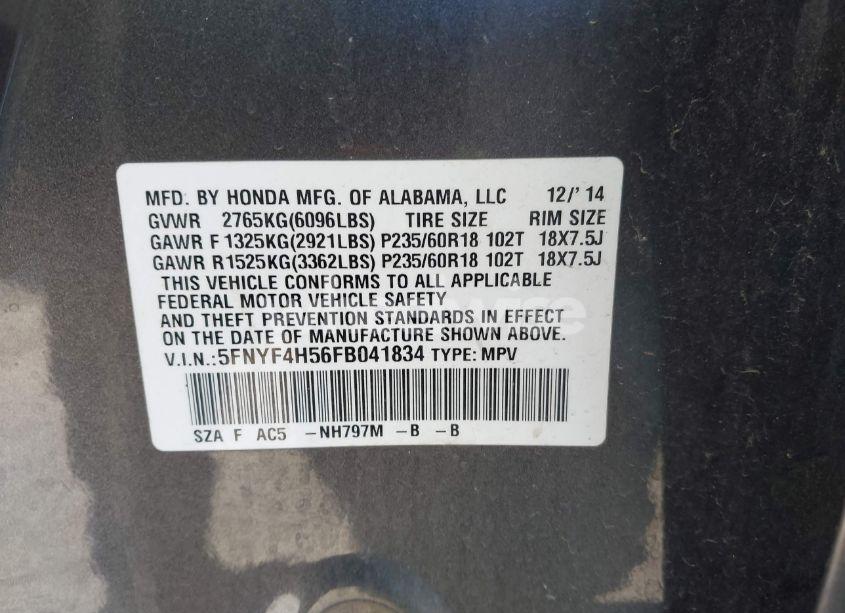 MFD. BY HONDA MFG. OF ALABAMA, LLC 12/'14
GVWR 2765KG(6096LBS) TIRE SIZE RIM SIZE
GAWR F1325KG(2921LBS) P235/60R18 102T 18X7.5J
GAWR R1525KG(3362LBS) P235/60R18 102T 18X7.5J
THIS VEHICLE CONFORMS TO ALL APPLICABLE
FEDERAL MOTOR VEHICLE SAFETY
AND THEFT PREVENTION STANDARDS IN EFFECT
ON THE DATE OF MANUFACTURE SHOWN ABOVE.
V.I.N.:5FNYF4H56FB041834 TYPE: MPV
SZA F AC5 -NH797M -B -B